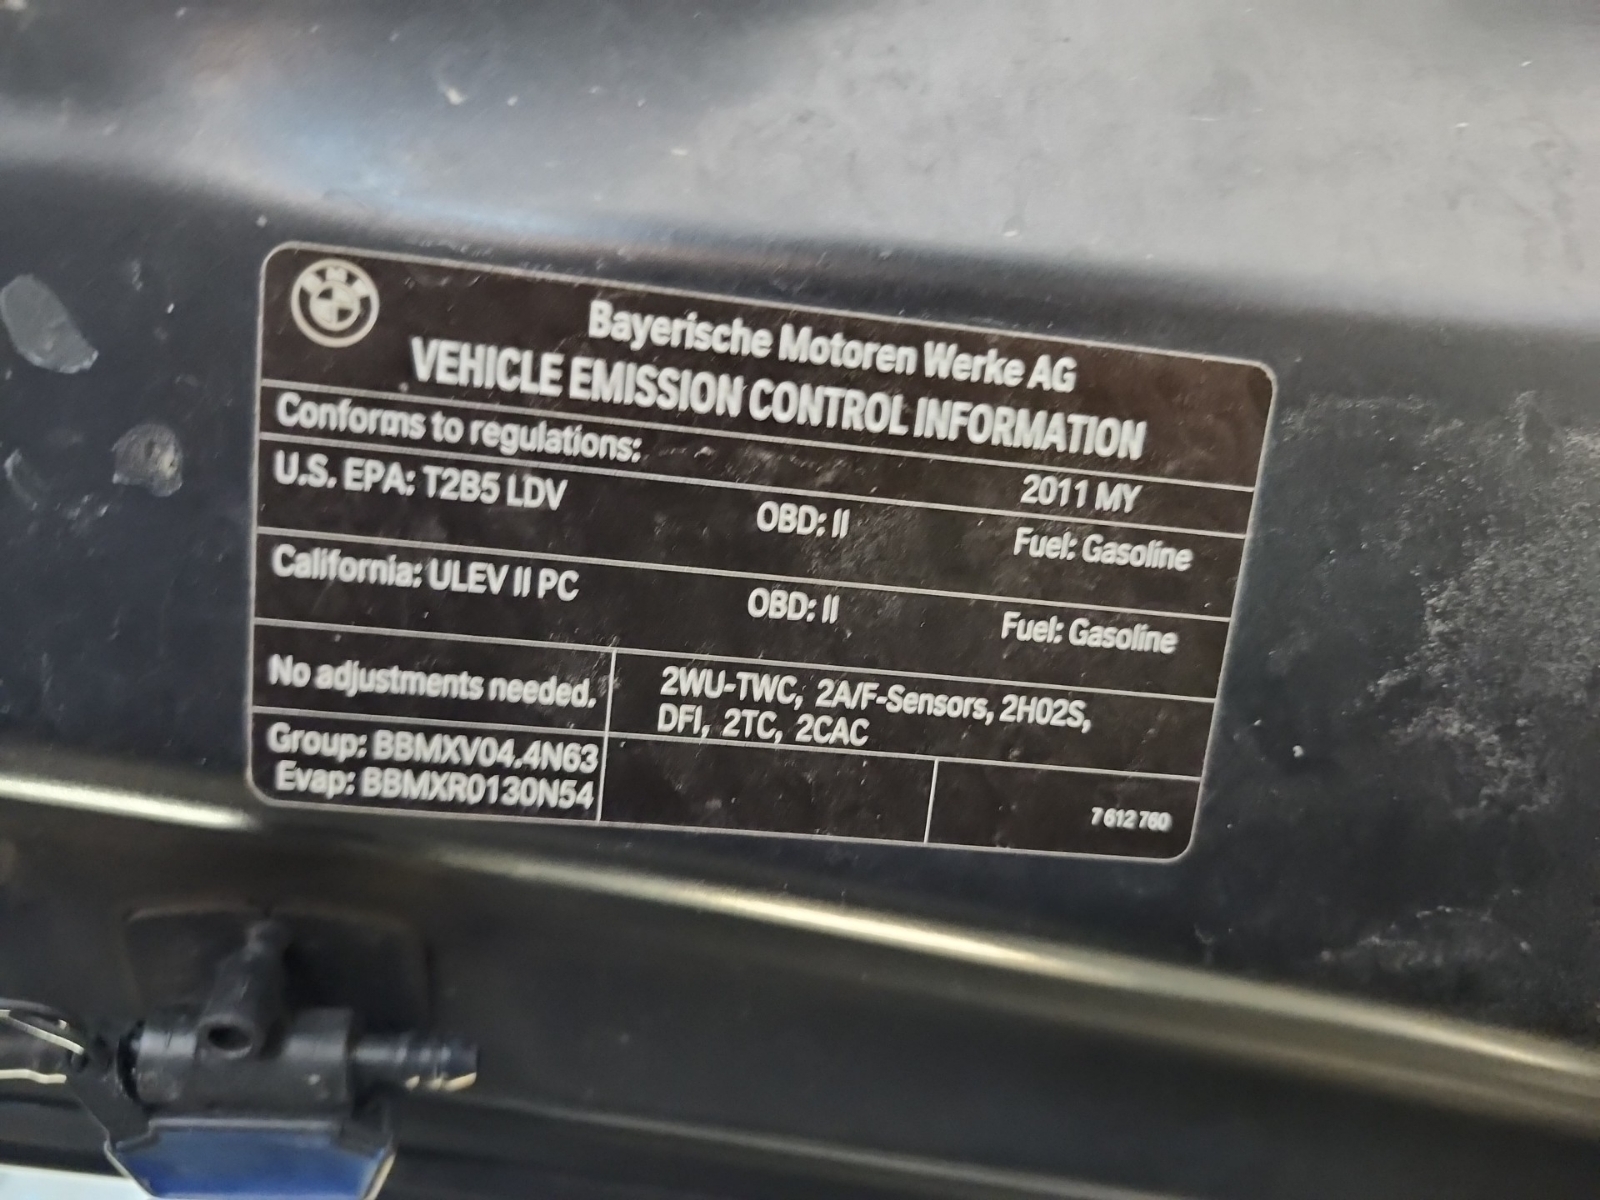 BMW
Bayerische Motoren Werke AG
VEHICLE EMISSION CONTROL INFORMATION
Conforms to regulations: 2011 MY
U.S. EPA: T2B5 LDV OBD: II Fuel: Gasoline
California: ULEV II PC OBD: II Fuel: Gasoline
No adjustments needed.
2WU-TWC, 2A/F-Sensors, 2H02S,
DFI, 2TC, 2CAC
Group: BBMXV04.4N63
Evap: BBMXR0130N54
7 612 760